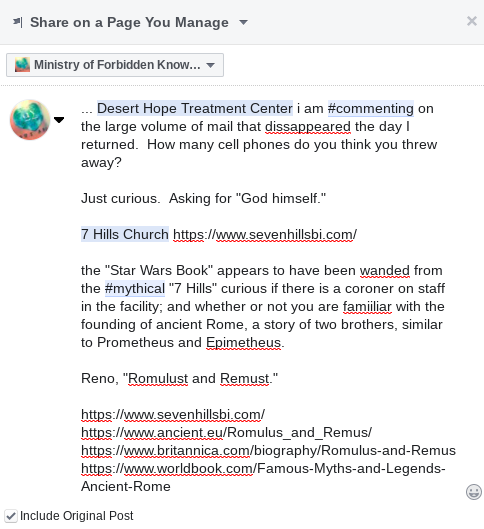 Share on a Page You Manage
Ministry of Forbidden Know...
... Desert Hope Treatment Center i am #commenting on
the large volume of mail that dissappeared the day I
returned.  How many cell phones do you think you threw
away?
Just curious.  Asking for "God himself."
7 Hills Church https://www.sevenhillsbi.com/
the "Star Wars Book" appears to have been wanded from
the #mythical "7 Hills" curious if there is a coroner on staff
in the facility; and whether or not you are famiiliar with the
founding of ancient Rome, a story of two brothers, similar
to Prometheus and Epimetheus.
Reno, "Romulust and Remust."
https://www.sevenhillsbi.com/
https://www.ancient.eu/Romulus_and_Remus/
https://www.britannica.com/biography/Romulus-and-Remus
https://www.worldbook.com/Famous-Myths-and-Legends-
Ancient-Rome
Include Original Post